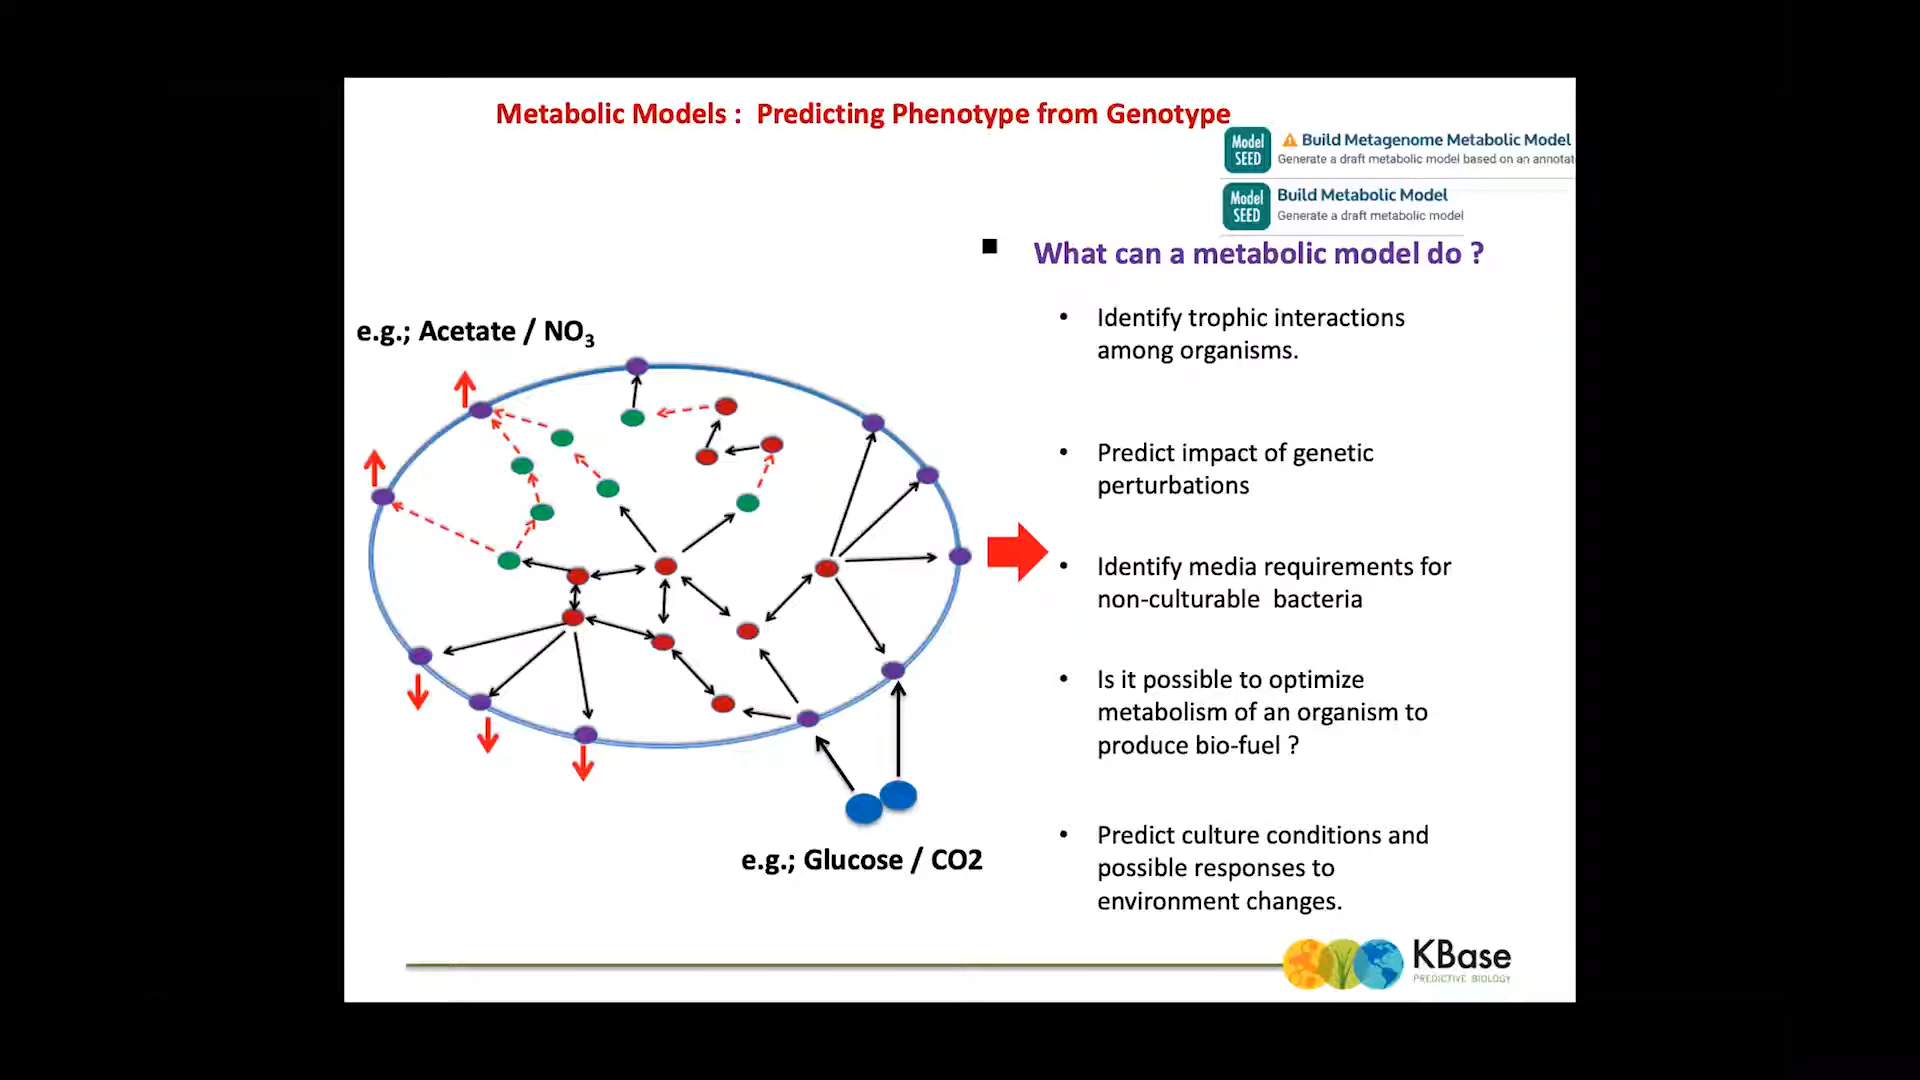 Metabolic Models : Predicting Phenotype from Genotype
Model SEED
Build Metagenome Metabolic Model
Generate a draft metabolic model based on an annotat
Model SEED
Build Metabolic Model
Generate a draft metabolic model
What can a metabolic model do ?
e.g.; Acetate / NO3
• Identify trophic interactions
among organisms.
• Predict impact of genetic
perturbations
• Identify media requirements for
non-culturable bacteria
• Is it possible to optimize
metabolism of an organism to
produce bio-fuel ?
• Predict culture conditions and
possible responses to
environment changes.
e.g.; Glucose / CO2
KBase
PREDICTIVE BIOLOGY